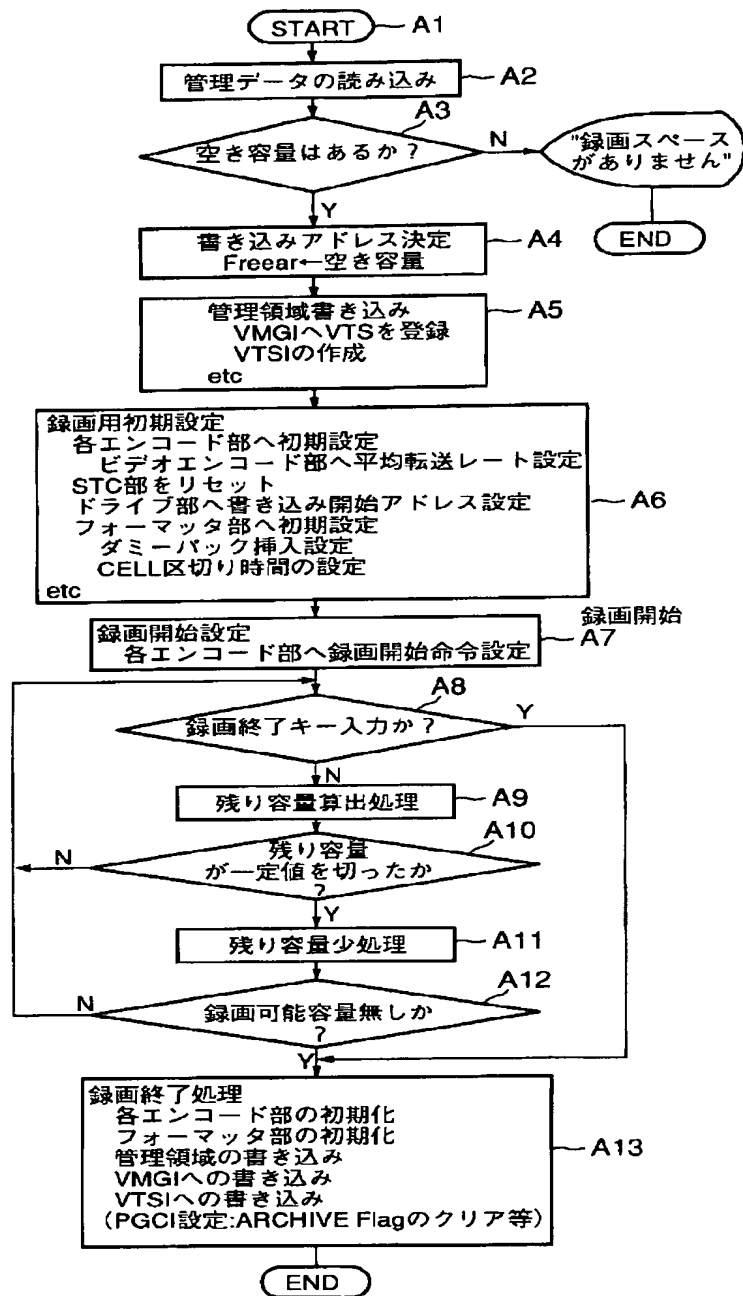 START
A1
管理データの読み込み
A2
A3
空き容量はあるか？
N
"録画スペース
がありません"
Y
END
書き込みアドレス決定
Freear←空き容量
A4
管理領域書き込み
VMGIへVTSを登録
VTSIの作成
etc
A5
録画用初期設定
各エンコード部へ初期設定
ビデオエンコード部へ平均転送レート設定
STC部をリセット
ドライブ部へ書き込み開始アドレス設定
フォーマッタ部へ初期設定
ダミーパック挿入設定
CELL区切り時間の設定
etc
A6
録画開始
録画開始設定
各エンコード部へ録画開始命令設定
A7
A8
録画終了キー入力か？
Y
N
残り容量算出処理
A9
A10
残り容量
が一定値を切ったか
？
N
Y
残り容量少処理
A11
A12
録画可能容量無しか
？
N
Y
録画終了処理
各エンコード部の初期化
フォーマッタ部の初期化
管理領域の書き込み
VMGIへの書き込み
VTSIへの書き込み
（PGCI設定:ARCHIVE Flagのクリア等）
A13
END